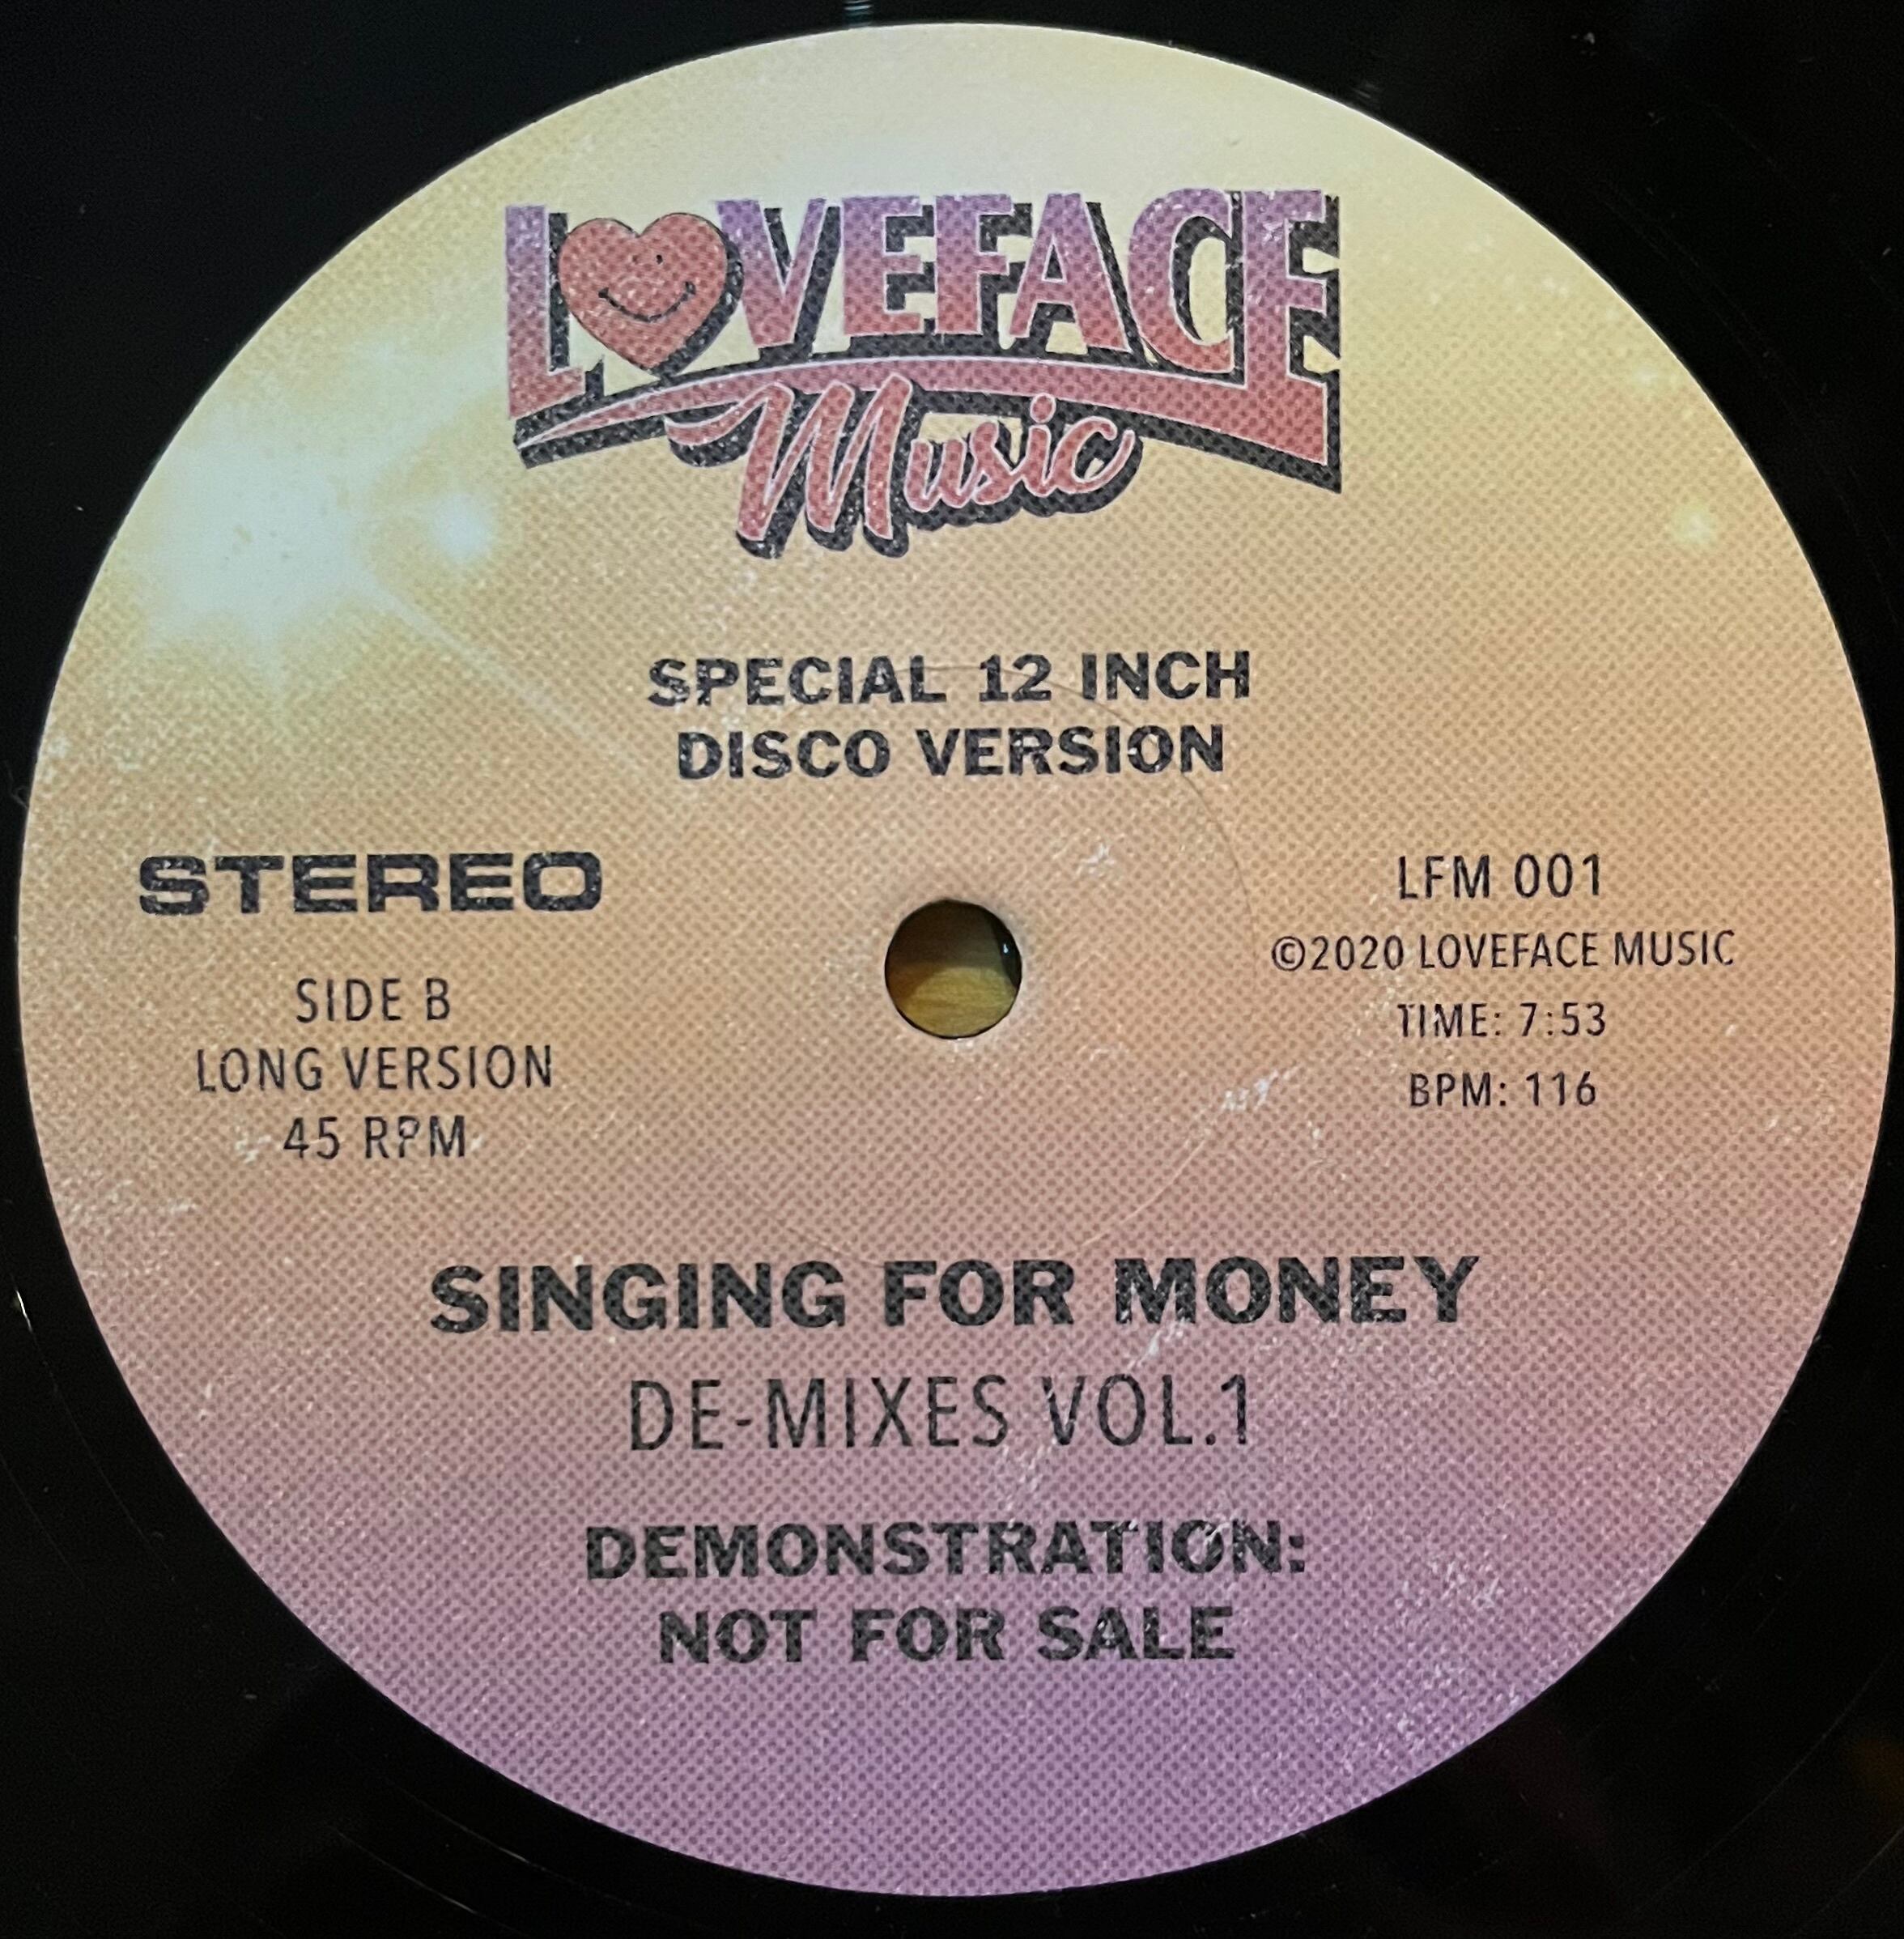 LOVEFACE
Music
SPECIAL 12 INCH
DISCO VERSION
STEREO
SIDE B
LONG VERSION
45 RPM
LFM 001
©2020 LOVEFACE MUSIC
TIME: 7:53
BPM: 116
SINGING FOR MONEY
DE-MIXES VOL.1
DEMONSTRATION:
NOT FOR SALE